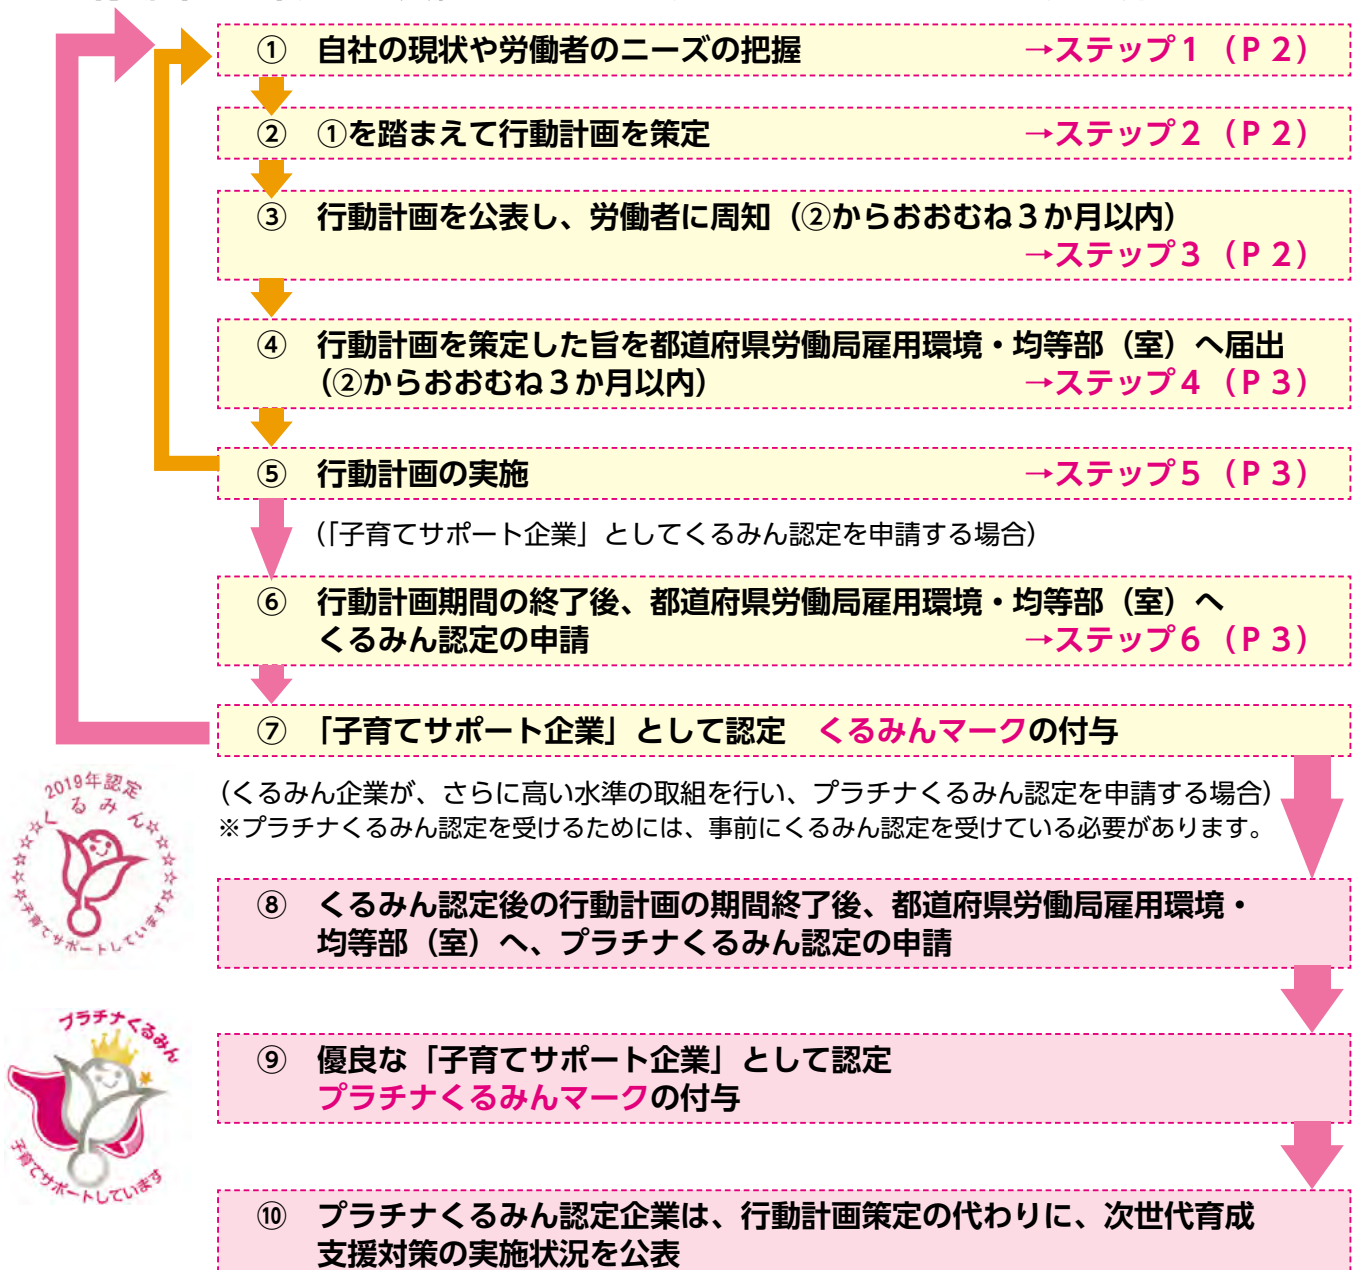 ① 自社の現状や労働者のニーズの把握 →ステップ１（Ｐ２）
② ①を踏まえて行動計画を策定 →ステップ２（Ｐ２）
③ 行動計画を公表し、労働者に周知（②からおおむね３か月以内）
→ステップ３（Ｐ２）
④ 行動計画を策定した旨を都道府県労働局雇用環境・均等部（室）へ届出
（②からおおむね３か月以内） →ステップ４（Ｐ３）
⑤ 行動計画の実施 →ステップ５（Ｐ３）
（「子育てサポート企業」としてくるみん認定を申請する場合）
⑥ 行動計画期間の終了後、都道府県労働局雇用環境・均等部（室）へ
くるみん認定の申請 →ステップ６（Ｐ３）
⑦ 「子育てサポート企業」として認定 くるみんマークの付与
2019年認定
くるみん
子育てサポートしています
（くるみん企業が、さらに高い水準の取組を行い、プラチナくるみん認定を申請する場合）
※プラチナくるみん認定を受けるためには、事前にくるみん認定を受けている必要があります。
⑧ くるみん認定後の行動計画の期間終了後、都道府県労働局雇用環境・
均等部（室）へ、プラチナくるみん認定の申請
プラチナくるみん
子育てサポートしています
⑨ 優良な「子育てサポート企業」として認定
プラチナくるみんマークの付与
⑩ プラチナくるみん認定企業は、行動計画策定の代わりに、次世代育成
支援対策の実施状況を公表